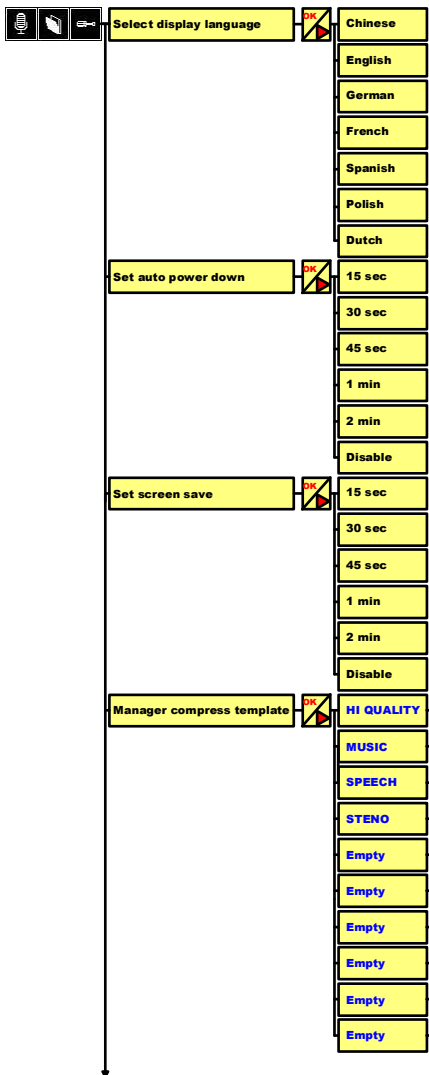 Select display language
OK
Chinese
English
German
French
Spanish
Polish
Dutch
Set auto power down
OK
15 sec
30 sec
45 sec
1 min
2 min
Disable
Set screen save
OK
15 sec
30 sec
45 sec
1 min
2 min
Disable
Manager compress template
OK
HI QUALITY
MUSIC
SPEECH
STENO
Empty
Empty
Empty
Empty
Empty
Empty